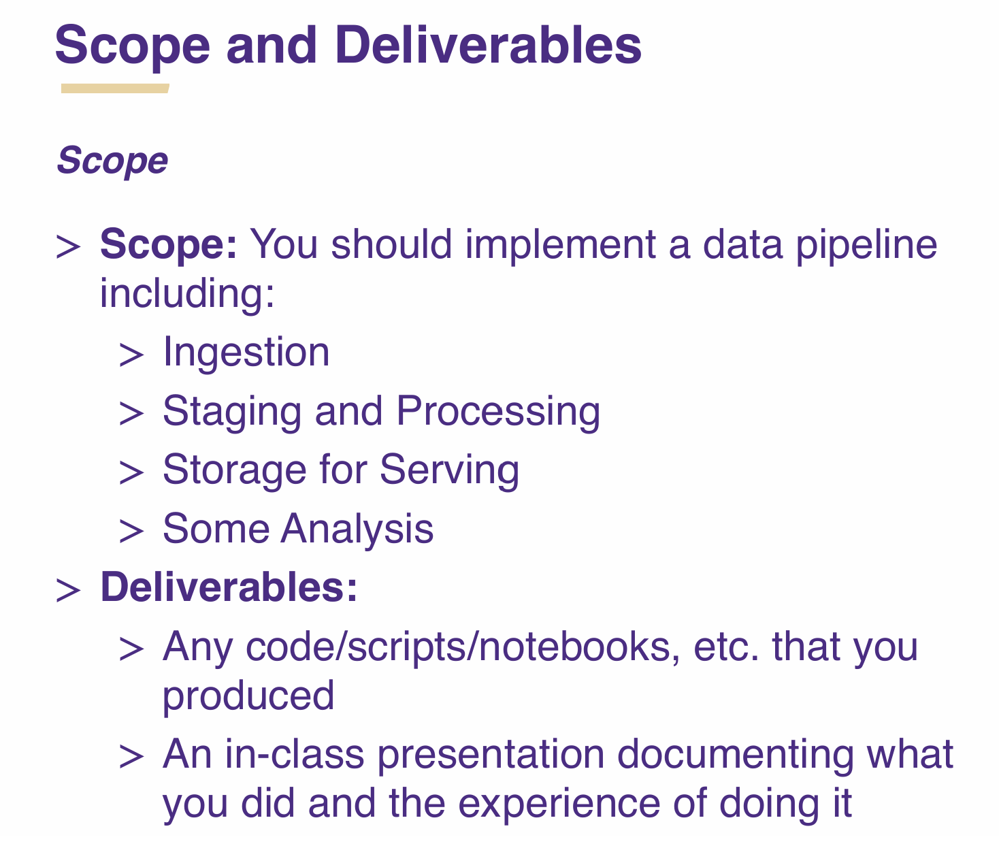 Scope and Deliverables
Scope
> Scope: You should implement a data pipeline
including:
> Ingestion
> Staging and Processing
> Storage for Serving
> Some Analysis
> Deliverables:
> Any code/scripts/notebooks, etc. that you
produced
> An in-class presentation documenting what
you did and the experience of doing it